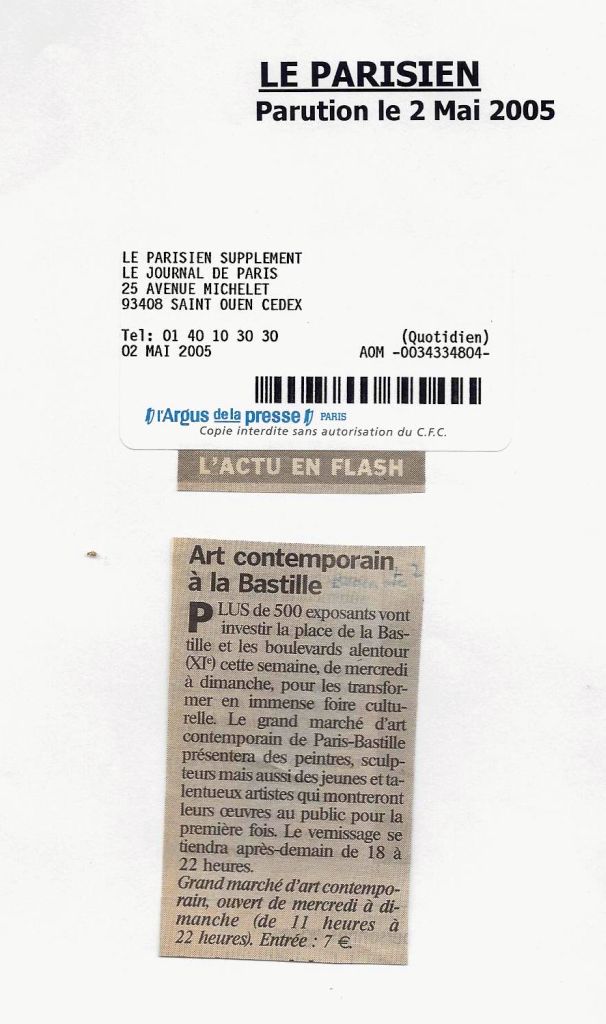 LE PARISIEN
Parution le 2 Mai 2005
LE PARISIEN SUPPLEMENT
LE JOURNAL DE PARIS
25 AVENUE MICHELET
93408 SAINT OUEN CEDEX
Tel: 01 40 10 30 30 (Quotidien)
02 MAI 2005 AOM -0034334804-
l'Argus de la presse PARIS
Copie interdite sans autorisation du C.F.C.
L'ACTU EN FLASH
Art contemporain
à la Bastille
PLUS de 500 exposants vont
investir la place de la Bas-
tille et les boulevards alentour
(XIe) cette semaine, de mercredi
à dimanche, pour les transfor-
mer en immense foire cultu-
relle. Le grand marché d'art
contemporain de Paris-Bastille
présentera des peintres, sculp-
teurs mais aussi des jeunes et ta-
lentueux artistes qui montreront
leurs œuvres au public pour la
première fois. Le vernissage se
tiendra après-demain de 18 à
22 heures.
Grand marché d'art contempo-
rain, ouvert de mercredi à di-
manche (de 11 heures à
22 heures). Entrée : 7 €.